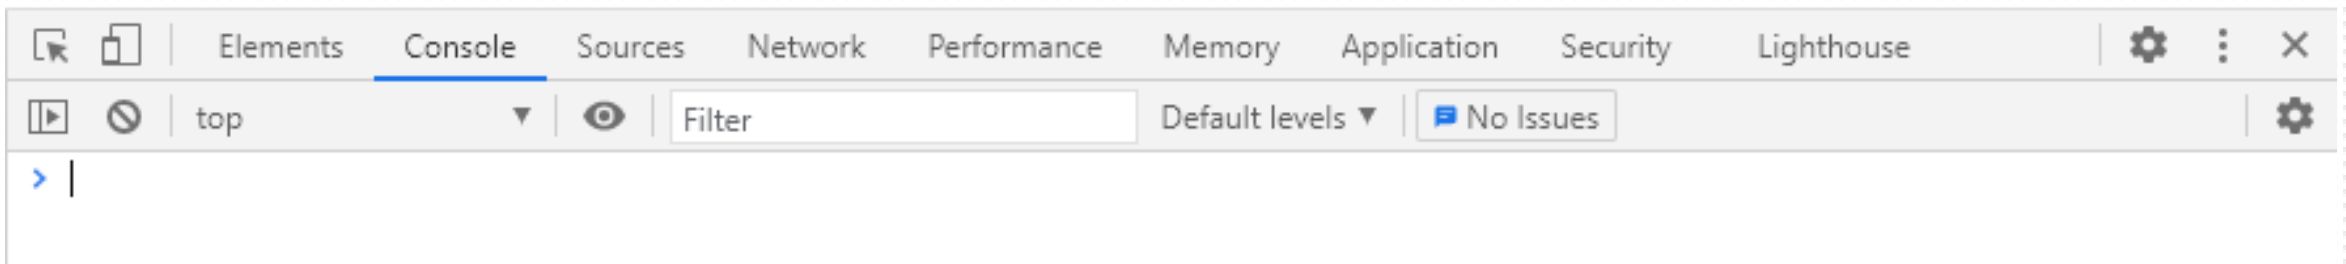 Elements Console Sources Network Performance Memory Application Security Lighthouse
top Filter Default levels No Issues